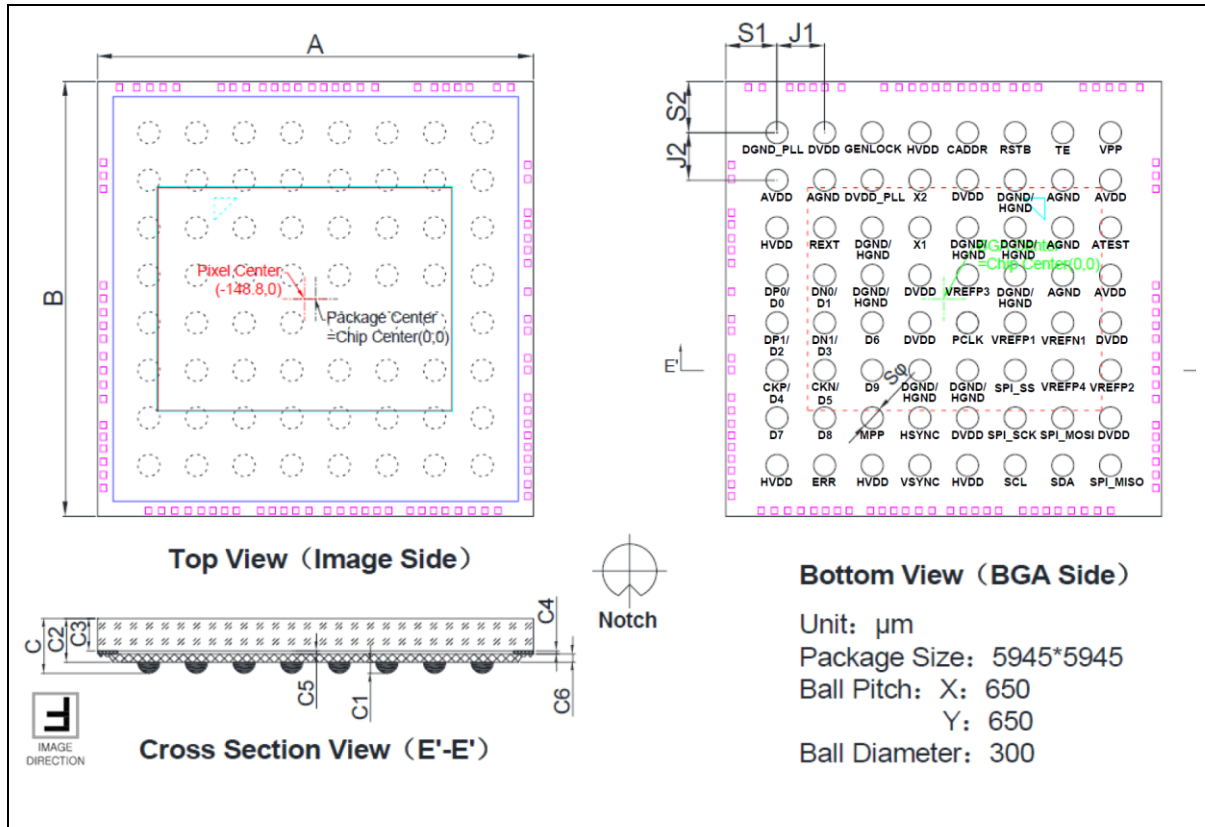 A
B
Pixel Center
(-148.8,0)
Package Center
=Chip Center(0,0)
Top View（Image Side）
S1
J1
S2
J2
DGND_PLL DVDD GENLOCK HVDD CADDR RSTB TE VPP
AVDD AGND DVDD_PLL X2 DVDD DGND/HGND AGND AVDD
HVDD REXT DGND/HGND X1 DGND/HGND DGND/HGND AGND ATEST
BGA Center
=Chip Center(0,0)
DP0/D0 DN0/D1 DGND/HGND DVDD VREFP3 DGND/HGND AGND AVDD
DP1/D2 DN1/D3 D6 DVDD PCLK VREFP1 VREFN1 DVDD
E'
Sφ
CKP/D4 CKN/D5 D9 DGND/HGND DGND/HGND SPI_SS VREFP4 VREFP2
D7 D8 MPP HSYNC DVDD SPI_SCK SPI_MOSI DVDD
HVDD ERR HVDD VSYNC HVDD SCL SDA SPI_MISO
Bottom View（BGA Side）
Notch
C
C2
C3
C4
C5
C1
C6
F
IMAGE
DIRECTION
Cross Section View（E'-E'）
Unit：μm
Package Size：5945*5945
Ball Pitch：X：650
Y：650
Ball Diameter：300